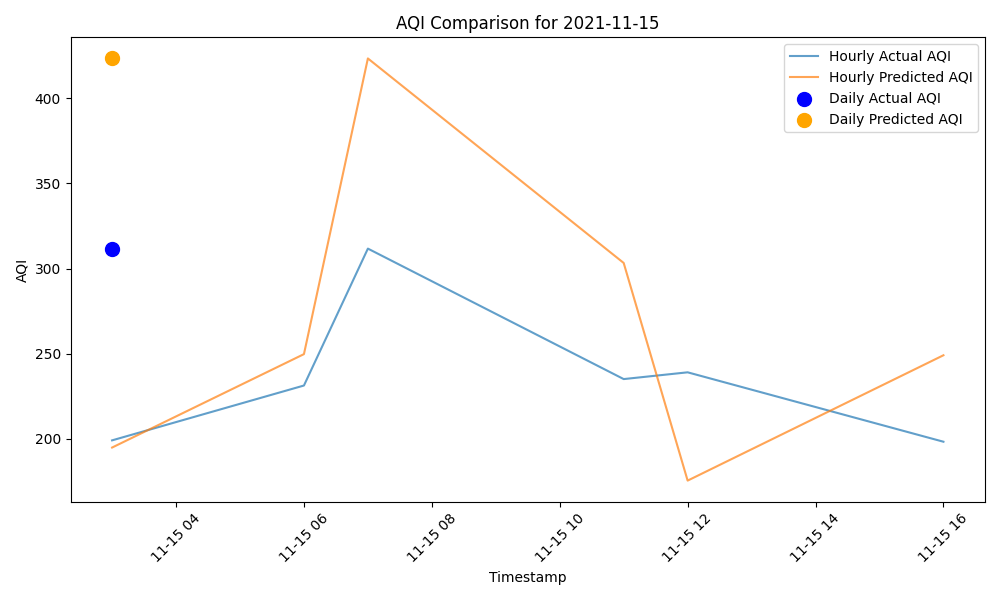 AQI Comparison for 2021-11-15
Hourly Actual AQI
Hourly Predicted AQI
Daily Actual AQI
Daily Predicted AQI
400
350
300
250
200
AQI
11-15 04
11-15 06
11-15 08
11-15 10
11-15 12
11-15 14
11-15 16
Timestamp